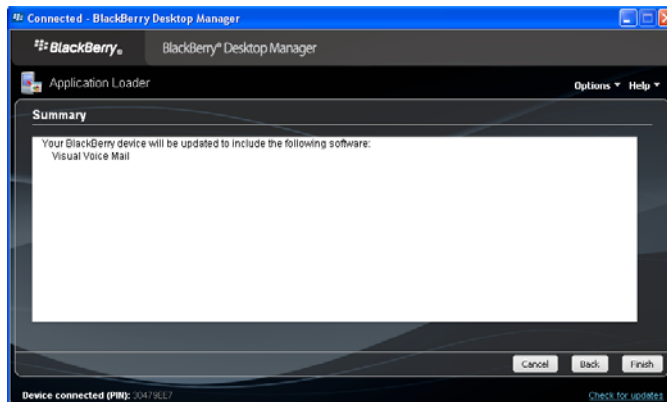 Connected - BlackBerry Desktop Manager
BlackBerry® BlackBerry® Desktop Manager
Application Loader Options Help
Summary
Your BlackBerry device will be updated to include the following software:
Visual Voice Mail
Cancel Back Finish
Device connected (PIN): 30479EE7 Check for updates